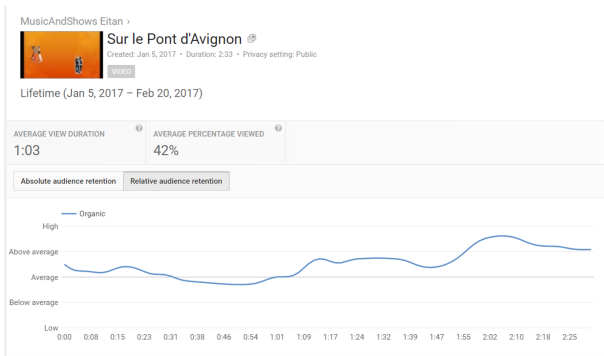 MusicAndShows Eitan ›
Sur le Pont d'Avignon
Created: Jan 5, 2017 • Duration: 2:33 • Privacy setting: Public
VIDEO
Lifetime (Jan 5, 2017 – Feb 20, 2017)
AVERAGE VIEW DURATION ?
1:03
AVERAGE PERCENTAGE VIEWED ?
42%
Absolute audience retention Relative audience retention
Organic
High
Above average
Average
Below average
Low
0:00 0:08 0:15 0:23 0:31 0:38 0:46 0:54 1:01 1:09 1:17 1:24 1:32 1:39 1:47 1:55 2:02 2:10 2:18 2:25